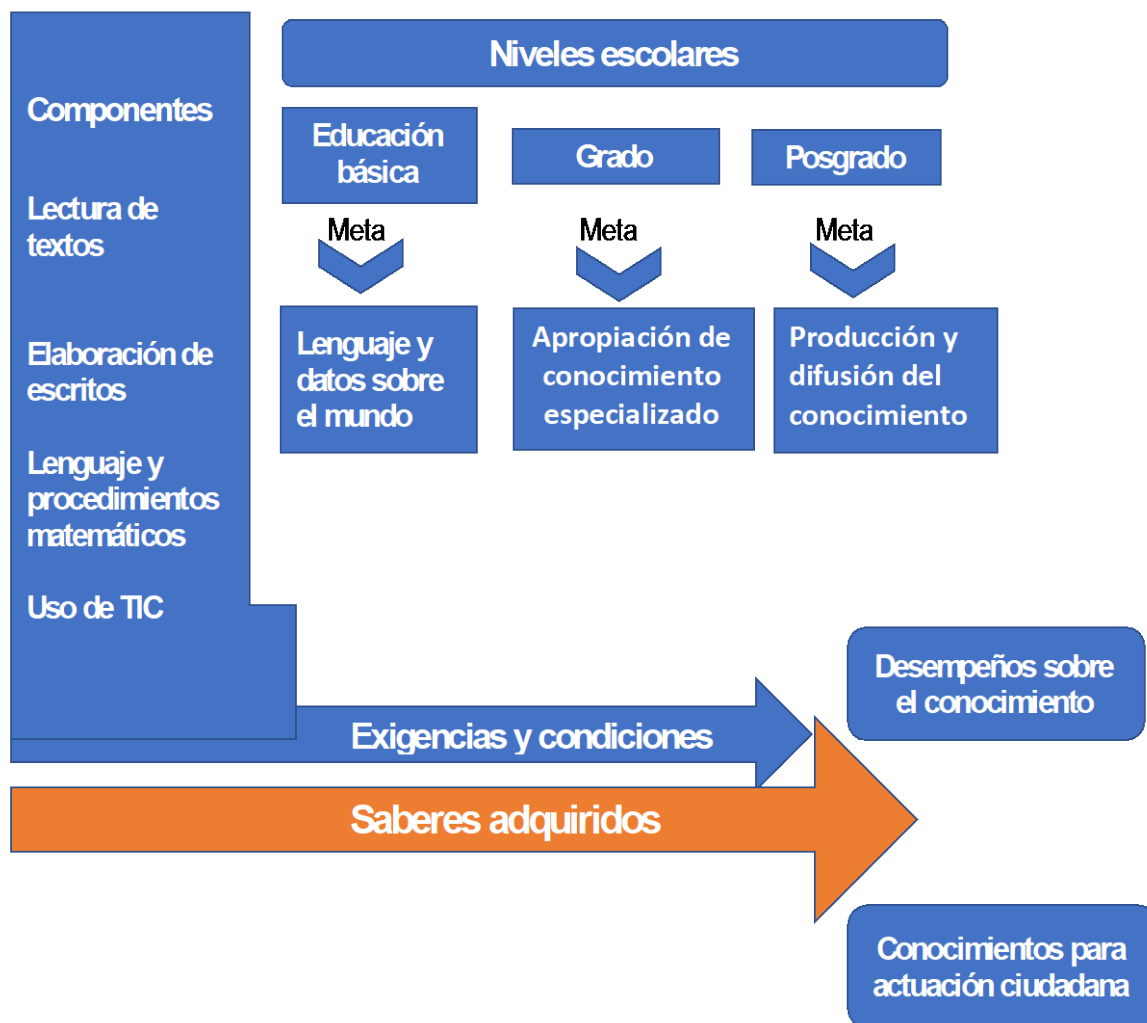 Componentes
Lectura de
textos
Elaboración de
escritos
Lenguaje y
procedimientos
matemáticos
Uso de TIC
Niveles escolares
Educación
básica
Grado
Posgrado
Meta
Meta
Meta
Lenguaje y
datos sobre
el mundo
Apropiación de
conocimiento
especializado
Producción y
difusión del
conocimiento
Exigencias y condiciones
Saberes adquiridos
Desempeños sobre
el conocimiento
Conocimientos para
actuación ciudadana